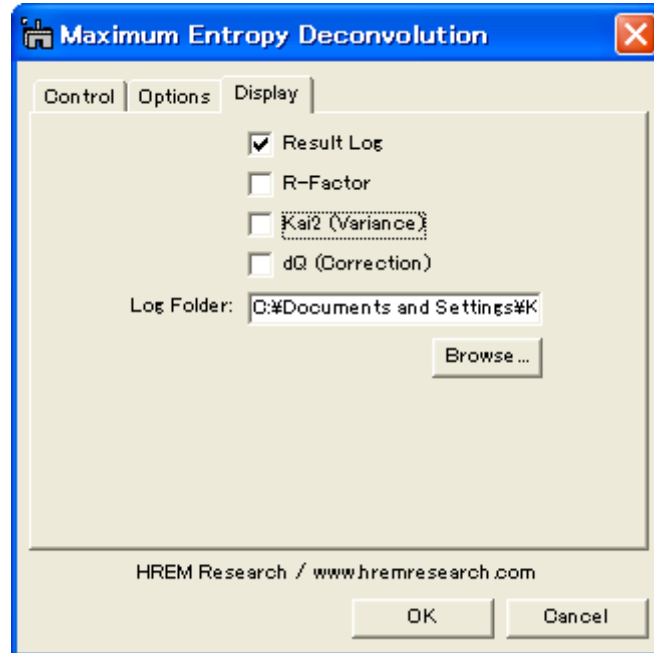 Maximum Entropy Deconvolution
Control Options Display
Result Log
R-Factor
Kai2 (Variance)
dQ (Correction)
Log Folder: C:¥Documents and Settings¥K
Browse...
HREM Research / www.hremresearch.com
OK Cancel